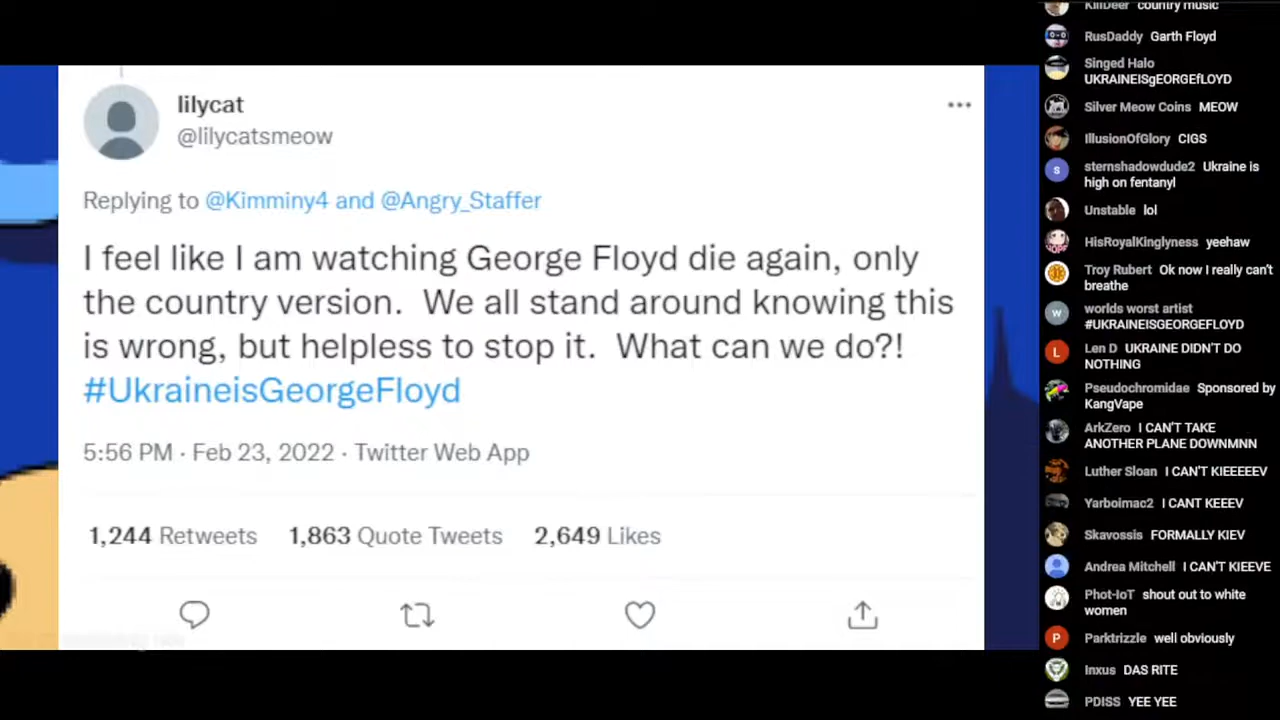 lilycat
@lilycatsmeow
Replying to @Kimminy4 and @Angry_Staffer
I feel like I am watching George Floyd die again, only
the country version.  We all stand around knowing this
is wrong, but helpless to stop it.  What can we do?!
#UkraineisGeorgeFloyd
5:56 PM · Feb 23, 2022 · Twitter Web App
1,244 Retweets 1,863 Quote Tweets 2,649 Likes
KillDeer country music
RusDaddy Garth Floyd
Singed Halo
UKRAINEISgEORGEfLOYD
Silver Meow Coins MEOW
IllusionOfGlory CIGS
sternshadowdude2 Ukraine is
high on fentanyl
Unstable lol
HisRoyalKinglyness yeehaw
Troy Rubert Ok now I really can't
breathe
worlds worst artist
#UKRAINEISGEORGEFLOYD
Len D UKRAINE DIDN'T DO
NOTHING
Pseudochromidae Sponsored by
KangVape
ArkZero I CAN'T TAKE
ANOTHER PLANE DOWNMNN
Luther Sloan I CAN'T KIEEEEEV
Yarboimac2 I CANT KEEEV
Skavossis FORMALLY KIEV
Andrea Mitchell I CAN'T KIEEVE
Phot-IoT shout out to white
women
Parktrizzle well obviously
Inxus DAS RITE
PDISS YEE YEE